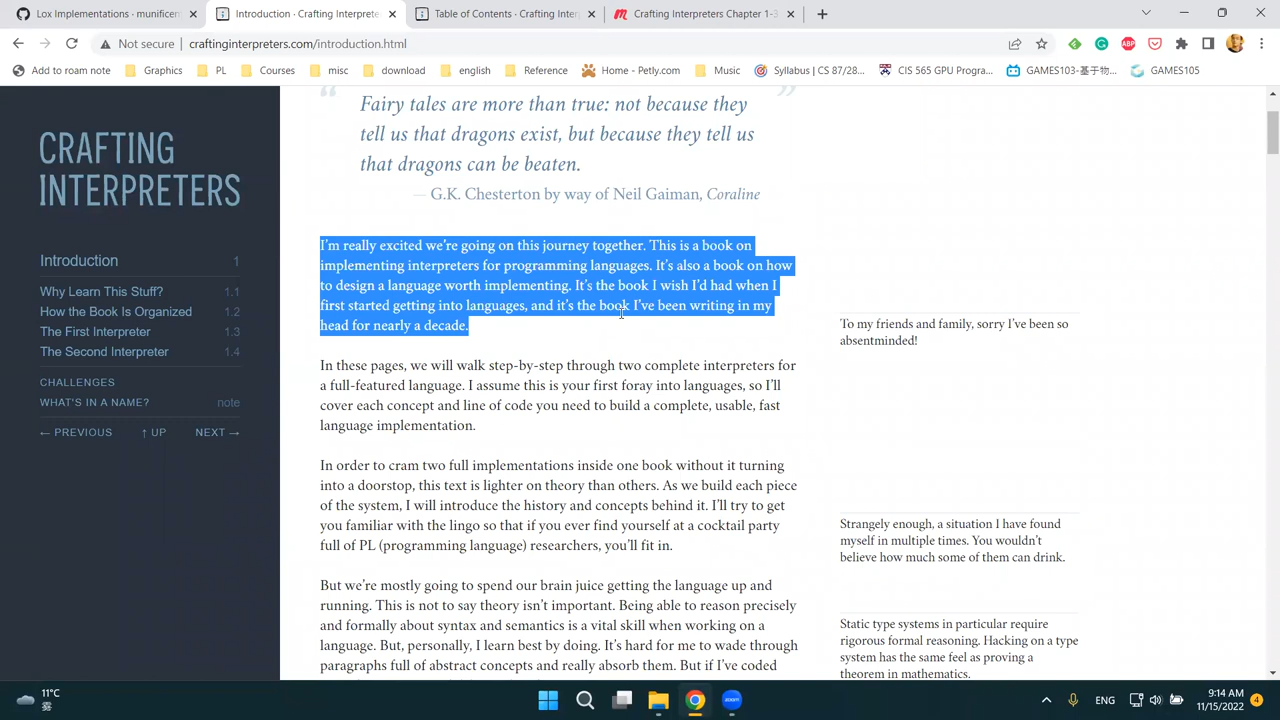 Lox Implementations · munificen
Introduction · Crafting Interprete
Table of Contents · Crafting Inter
Crafting Interpreters Chapter 1-3
Not secure
craftinginterpreters.com/introduction.html
Add to roam note
Graphics
PL
Courses
misc
download
english
Reference
Home - Petly.com
Music
Syllabus | CS 87/28...
CIS 565 GPU Progra...
GAMES103-基于物...
GAMES105
CRAFTING
INTERPRETERS
Introduction 1
Why Learn This Stuff? 1.1
How the Book Is Organized 1.2
The First Interpreter 1.3
The Second Interpreter 1.4
CHALLENGES
WHAT'S IN A NAME? note
← PREVIOUS ↑ UP NEXT →
“ ”
Fairy tales are more than true: not because they
tell us that dragons exist, but because they tell us
that dragons can be beaten.
— G.K. Chesterton by way of Neil Gaiman, Coraline
I’m really excited we’re going on this journey together. This is a book on
implementing interpreters for programming languages. It’s also a book on how
to design a language worth implementing. It’s the book I wish I’d had when I
first started getting into languages, and it’s the book I’ve been writing in my
head for nearly a decade.
To my friends and family, sorry I’ve been so
absentminded!
In these pages, we will walk step-by-step through two complete interpreters for
a full-featured language. I assume this is your first foray into languages, so I’ll
cover each concept and line of code you need to build a complete, usable, fast
language implementation.
In order to cram two full implementations inside one book without it turning
into a doorstop, this text is lighter on theory than others. As we build each piece
of the system, I will introduce the history and concepts behind it. I’ll try to get
you familiar with the lingo so that if you ever find yourself at a cocktail party
full of PL (programming language) researchers, you’ll fit in.
Strangely enough, a situation I have found
myself in multiple times. You wouldn’t
believe how much some of them can drink.
But we’re mostly going to spend our brain juice getting the language up and
running. This is not to say theory isn’t important. Being able to reason precisely
and formally about syntax and semantics is a vital skill when working on a
language. But, personally, I learn best by doing. It’s hard for me to wade through
paragraphs full of abstract concepts and really absorb them. But if I’ve coded
Static type systems in particular require
rigorous formal reasoning. Hacking on a type
system has the same feel as proving a
theorem in mathematics.
11°C
雾
zoom
ENG
9:14 AM
11/15/2022
4